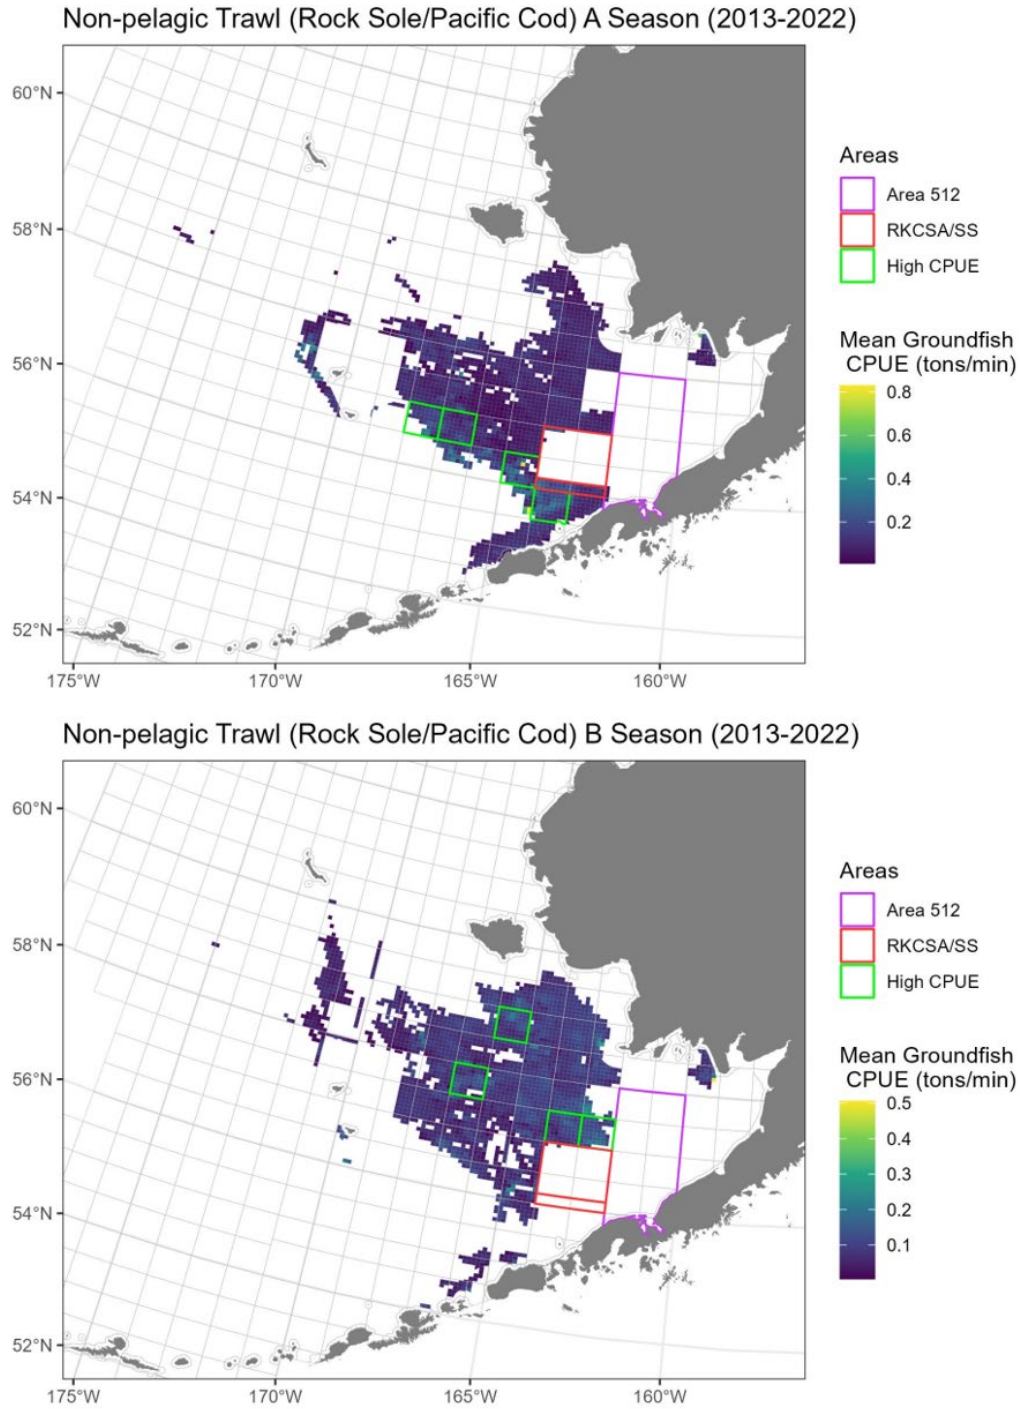 Non-pelagic Trawl (Rock Sole/Pacific Cod) A Season (2013-2022)
60°N
58°N
56°N
54°N
52°N
175°W
170°W
165°W
160°W
Areas
Area 512
RKCSA/SS
High CPUE
Mean Groundfish
CPUE (tons/min)
0.8
0.6
0.4
0.2
Non-pelagic Trawl (Rock Sole/Pacific Cod) B Season (2013-2022)
60°N
58°N
56°N
54°N
52°N
175°W
170°W
165°W
160°W
Areas
Area 512
RKCSA/SS
High CPUE
Mean Groundfish
CPUE (tons/min)
0.5
0.4
0.3
0.2
0.1